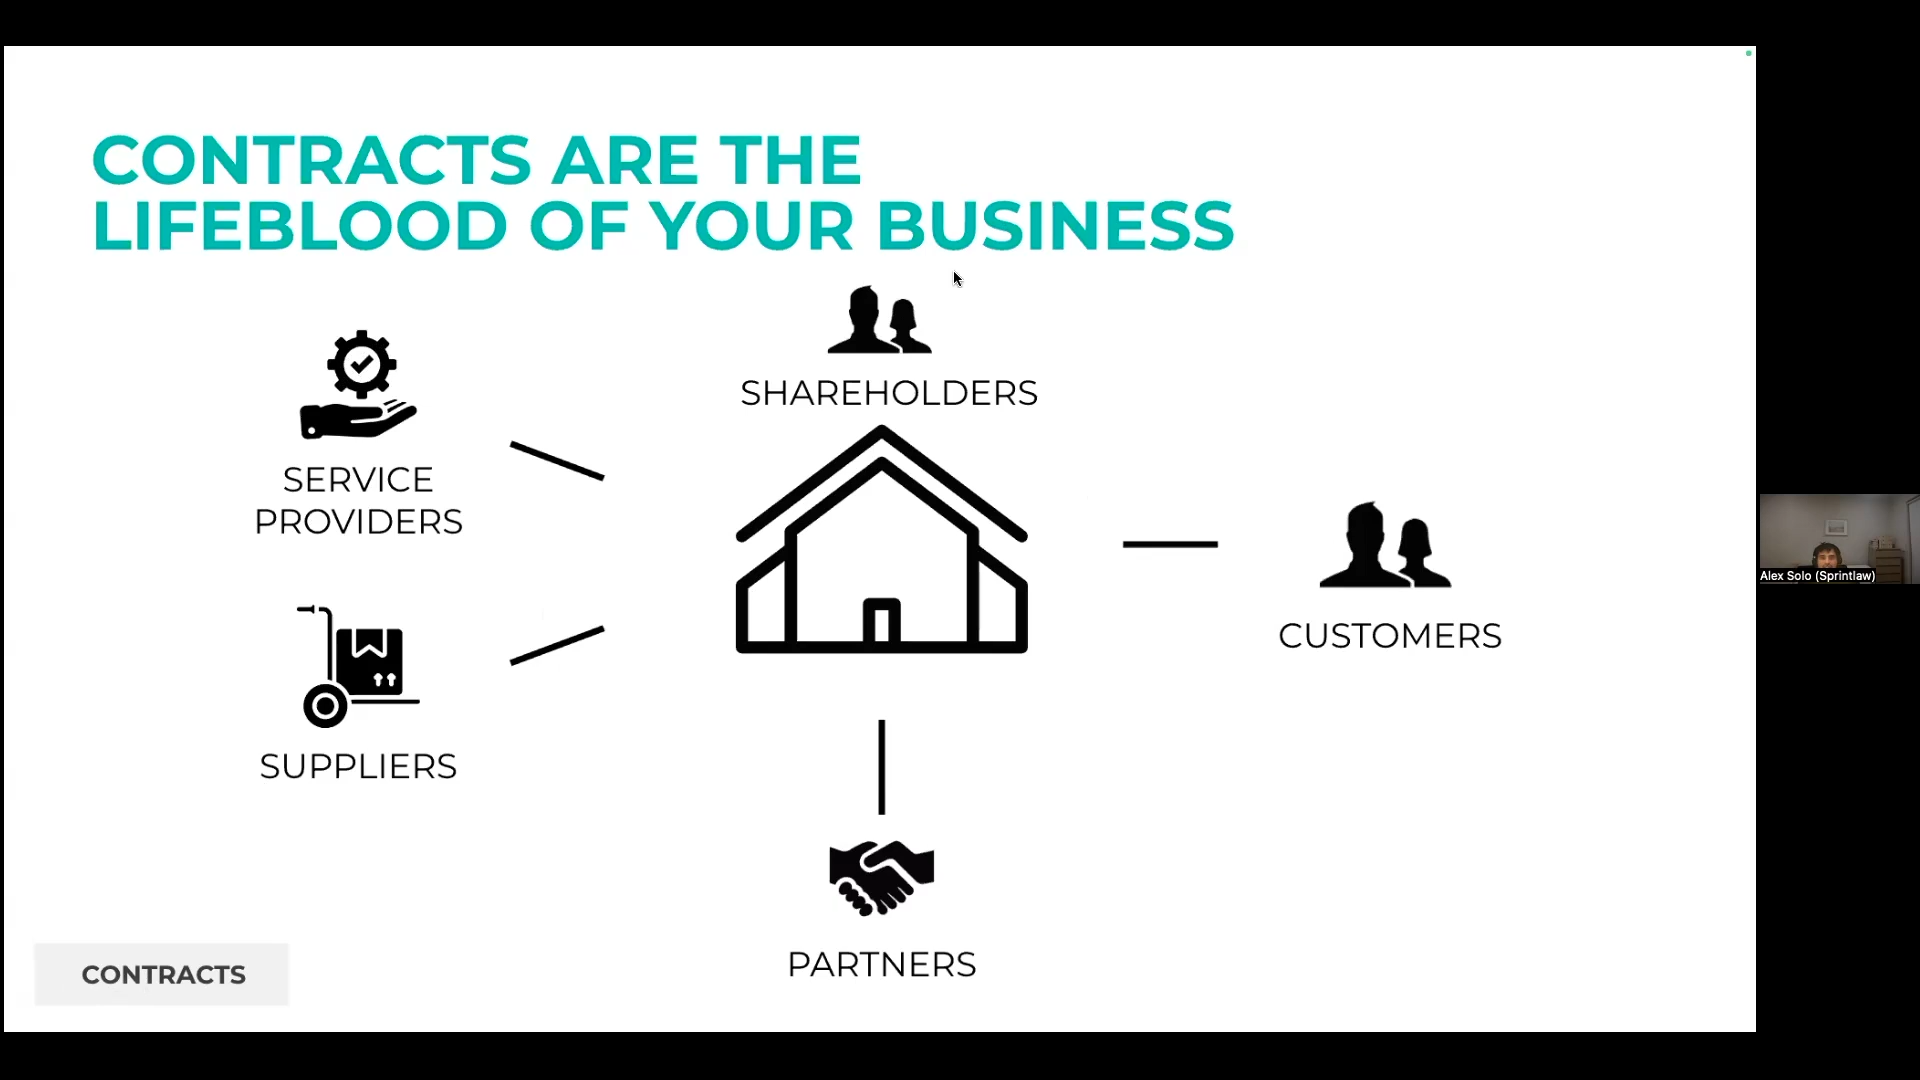 CONTRACTS ARE THE
LIFEBLOOD OF YOUR BUSINESS
SHAREHOLDERS
SERVICE
PROVIDERS
CUSTOMERS
SUPPLIERS
PARTNERS
CONTRACTS
Alex Solo (Sprintlaw)